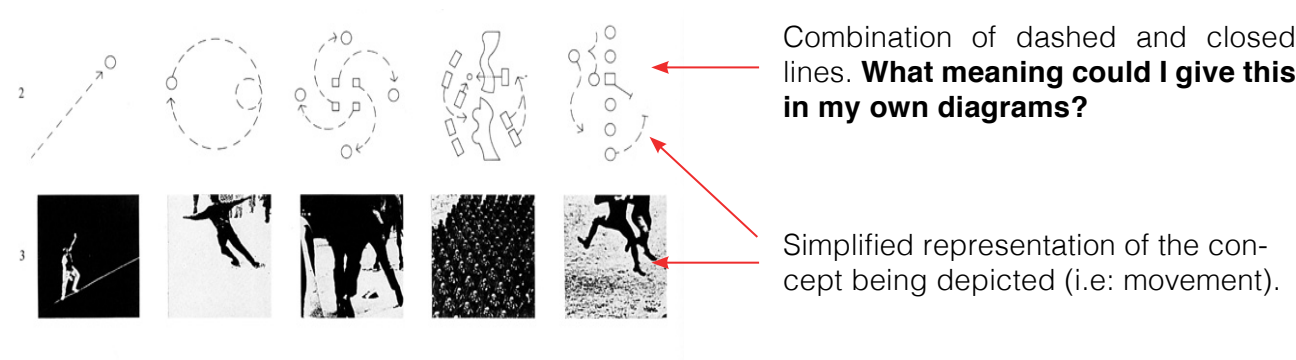 Combination of dashed and closed
lines. What meaning could I give this
in my own diagrams?
2
3
Simplified representation of the con-
cept being depicted (i.e: movement).